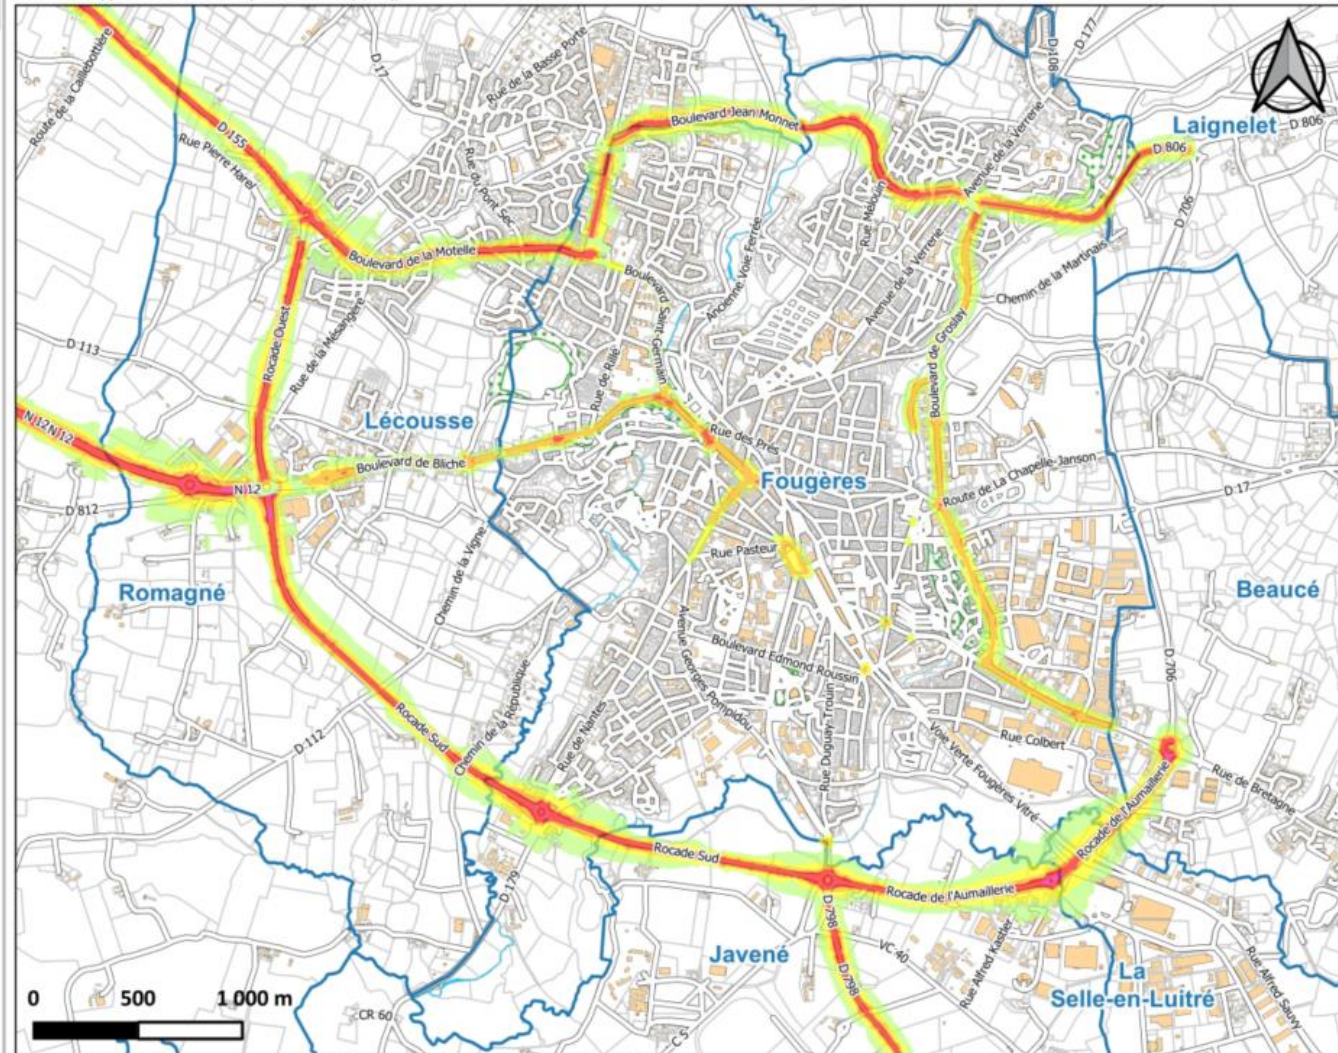 Route de la Caillebottière
D 17
Rue de la Basse Porte
D 108
D 177
Boulevard Jean Monnet
Laignelet
D 806
D 806
D 155
Rue Pierre Harel
Rue du Pont Sec
Avenue de la Verrerie
Rue Mélouin
D 706
Boulevard de la Motelle
Boulevard Saint-Germain
Ancienne Voie Ferrée
Avenue de la Verrerie
Chemin de la Martinais
Rocade Ouest
Rue de la Mésangère
D 113
Rue de Rillé
Boulevard de Groslay
N 12
N 12
Lécousse
Rue des Prés
Boulevard de Bliche
Fougères
Route de La Chapelle-Janson
N 12
D 17
D 812
Rue Pasteur
Chemin de la Vigne
Romagné
Beaucé
Avenue Georges Pompidou
Boulevard Edmond Roussin
D 706
Rocade Sud
Chemin de la République
Rue de Nantes
D 112
Rue Duguay-Trouin
Voie Verte Fougères Vitré
Rue Colbert
Rue de Bretagne
Rocade de l'Aumaillerie
Rocade Sud
Rocade de l'Aumaillerie
D 179
D 798
Javené
VC 40
Rue Alfred Kastler
La
Selle-en-Luitré
Rue Alfred Sauvy
D 798
0 500 1 000 m
CR 60
C 5